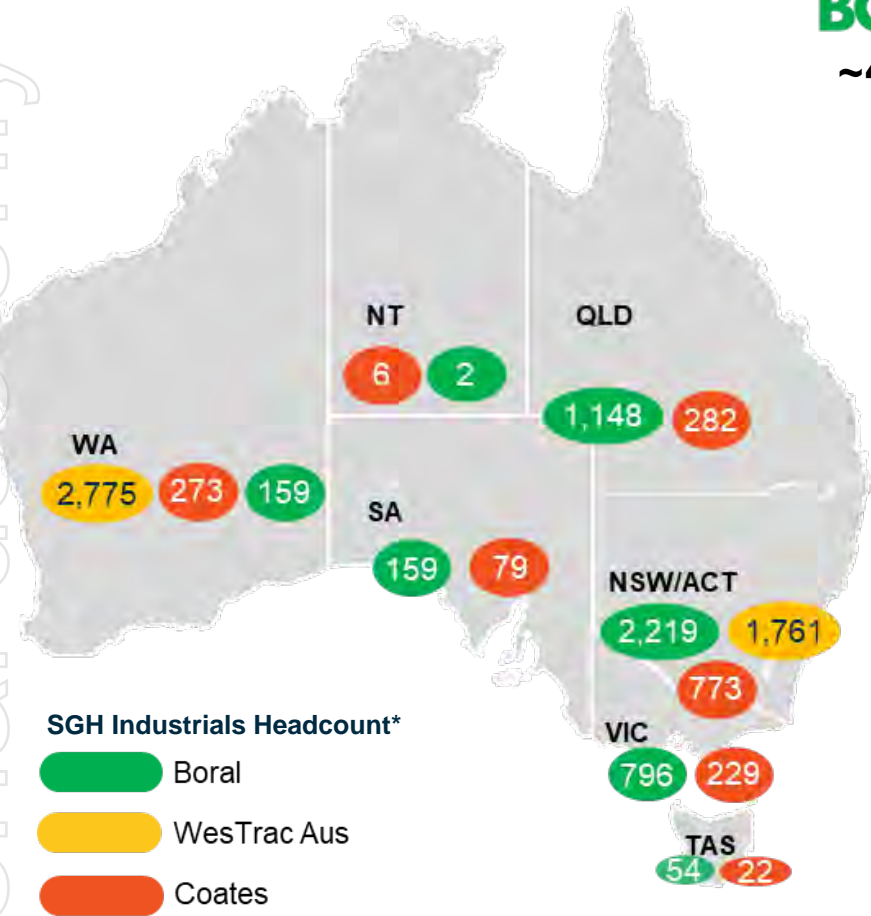 NT
QLD
6 2
1,148 282
WA
2,775 273 159
SA
159 79
NSW/ACT
2,219 1,761
773
SGH Industrials Headcount*
VIC
Boral
796 229
WesTrac Aus
TAS
54 22
Coates